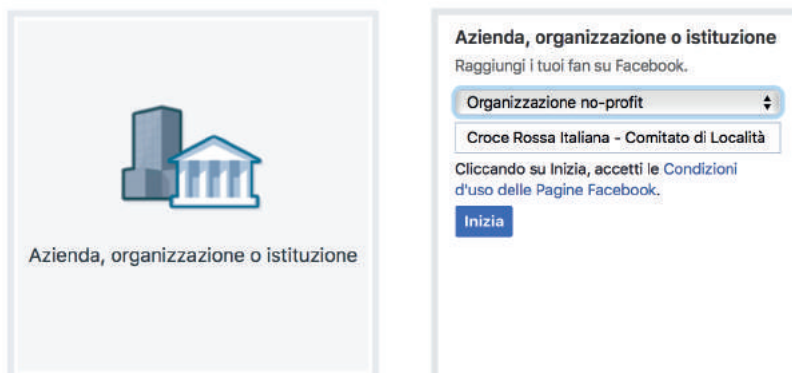 Azienda, organizzazione o istituzione
Azienda, organizzazione o istituzione
Raggiungi i tuoi fan su Facebook.
Organizzazione no-profit
Croce Rossa Italiana - Comitato di Località
Cliccando su Inizia, accetti le Condizioni
d'uso delle Pagine Facebook.
Inizia